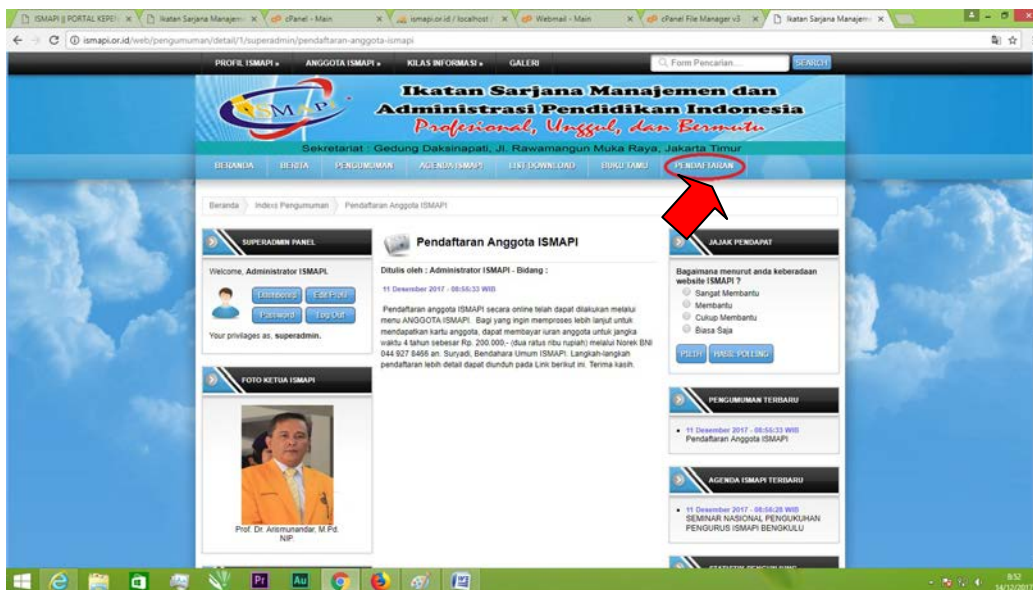 ISMAPI || PORTAL KEPE
Ikatan Sarjana Manajem
cPanel - Main
ismapi.or.id / localhost /
Webmail - Main
cPanel File Manager v3
Ikatan Sarjana Manajem
ismapi.or.id/web/pengumuman/detail/1/superadmin/pendaftaran-anggota-ismapi
PROFIL ISMAPI » ANGGOTA ISMAPI » KILAS INFORMASI » GALERI Form Pencarian... SEARCH
ISMAPI
Ikatan Sarjana Manajemen dan
Administrasi Pendidikan Indonesia
Profesional, Unggul, dan Bermutu
Sekretariat : Gedung Daksinapati, Jl. Rawamangun Muka Raya, Jakarta Timur
BERANDA BERITA PENGUMUMAN AGENDA ISMAPI LIST DOWNLOAD BUKU TAMU PENDAFTARAN
Beranda Indexs Pengumuman Pendaftaran Anggota ISMAPI
SUPERADMIN PANEL
Welcome, Administrator ISMAPI.
Dashboard Edit Profil
Password Log Out
Your privilages as, superadmin.
FOTO KETUA ISMAPI
Prof. Dr. Arismunandar, M.Pd.
NIP.
Pendaftaran Anggota ISMAPI
Ditulis oleh : Administrator ISMAPI - Bidang :
11 Desember 2017 - 08:56:33 WIB
Pendaftaran anggota ISMAPI secara online telah dapat dilakukan melalui
menu ANGGOTA ISMAPI. Bagi yang ingin memproses lebih lanjut untuk
mendapatkan kartu anggota, dapat membayar iuran anggota untuk jangka
waktu 4 tahun sebesar Rp. 200.000,- (dua ratus ribu rupiah) melalui Norek BNI
044 927 8466 an. Suryadi, Bendahara Umum ISMAPI. Langkah-langkah
pendaftaran lebih detail dapat diunduh pada Link berikut ini. Terima kasih.
JAJAK PENDAPAT
Bagaimana menurut anda keberadaan
website ISMAPI ?
Sangat Membantu
Membantu
Cukup Membantu
Biasa Saja
PILIH HASIL POLLING
PENGUMUMAN TERBARU
11 Desember 2017 - 08:56:33 WIB
Pendaftaran Anggota ISMAPI
AGENDA ISMAPI TERBARU
11 Desember 2017 - 08:56:28 WIB
SEMINAR NASIONAL PENGUKUHAN
PENGURUS ISMAPI BENGKULU
STATISTIK PENGUNJUNG
Pr
Au
8:52
14/12/2017